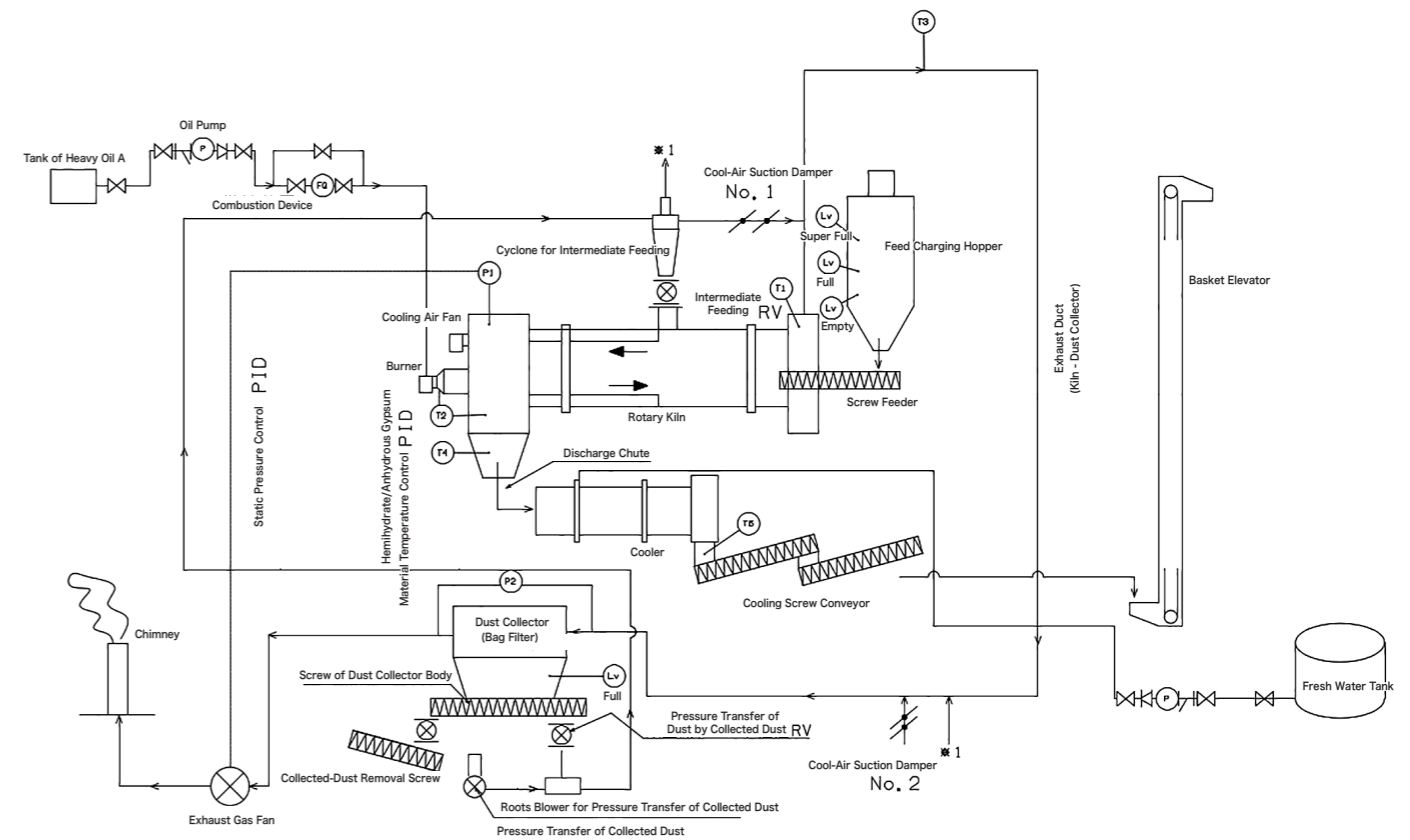 T3
Oil Pump
P
Tank of Heavy Oil A
FQ
Combustion Device
※1
Cool-Air Suction Damper
No. 1
Lv
Super Full
Feed Charging Hopper
Cyclone for Intermediate Feeding
Lv
Full
P1
T1
Intermediate
Feeding RV
Lv
Empty
Basket Elevator
Cooling Air Fan
Burner
T2
Rotary Kiln
Screw Feeder
Exhaust Duct
(Kiln - Dust Collector)
Static Pressure Control PID
Hemihydrate/Anhydrous Gypsum
Material Temperature Control PID
T4
Discharge Chute
T5
Cooler
Cooling Screw Conveyor
P2
Chimney
Dust Collector
(Bag Filter)
Screw of Dust Collector Body
Lv
Full
Fresh Water Tank
P
Pressure Transfer of
Dust by Collected Dust RV
※1
Cool-Air Suction Damper
No. 2
Collected-Dust Removal Screw
Roots Blower for Pressure Transfer of Collected Dust
Exhaust Gas Fan
Pressure Transfer of Collected Dust